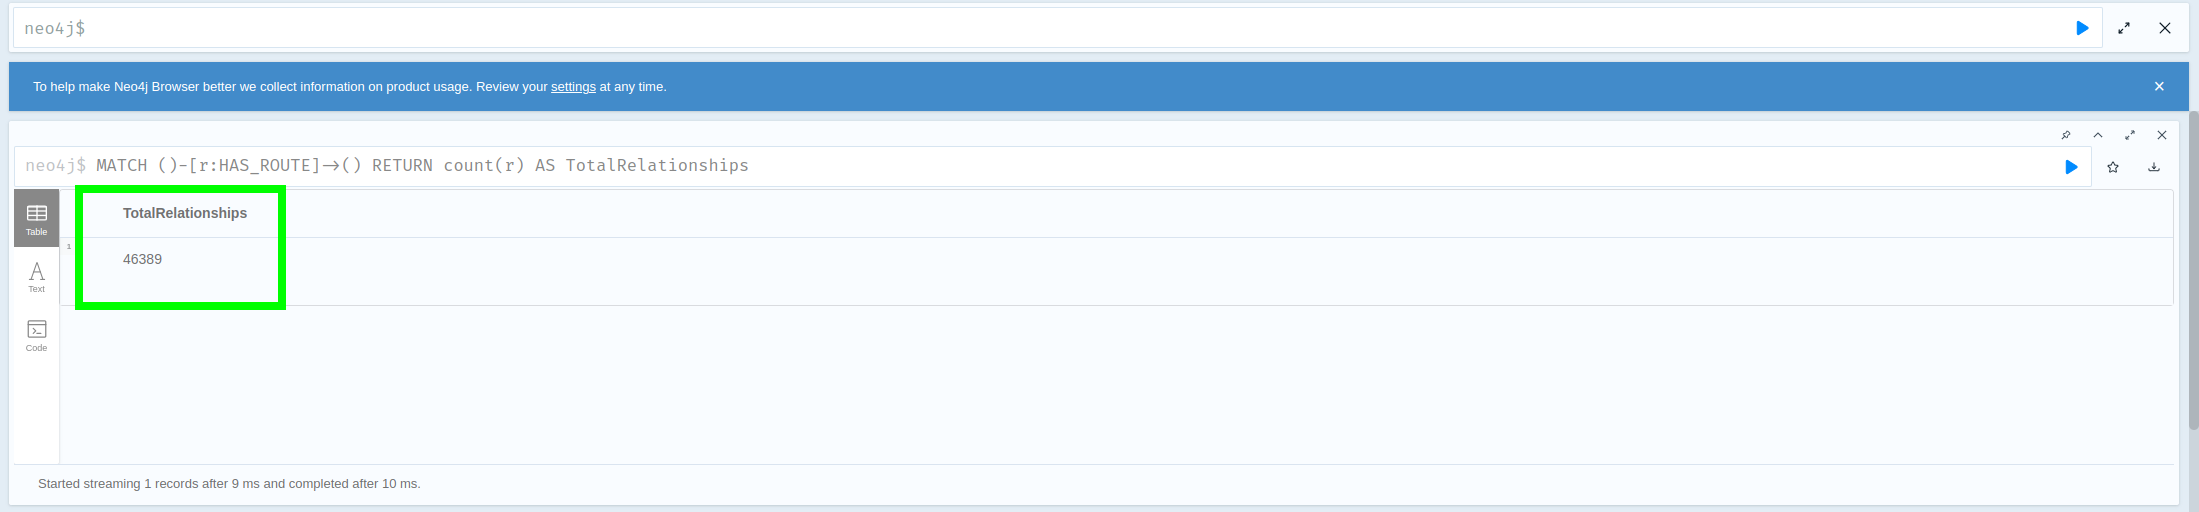 neo4j$
To help make Neo4j Browser better we collect information on product usage. Review your settings at any time.
neo4j$ MATCH ()-[r:HAS_ROUTE]->() RETURN count(r) AS TotalRelationships
Table
TotalRelationships
1
46389
Text
Code
Started streaming 1 records after 9 ms and completed after 10 ms.